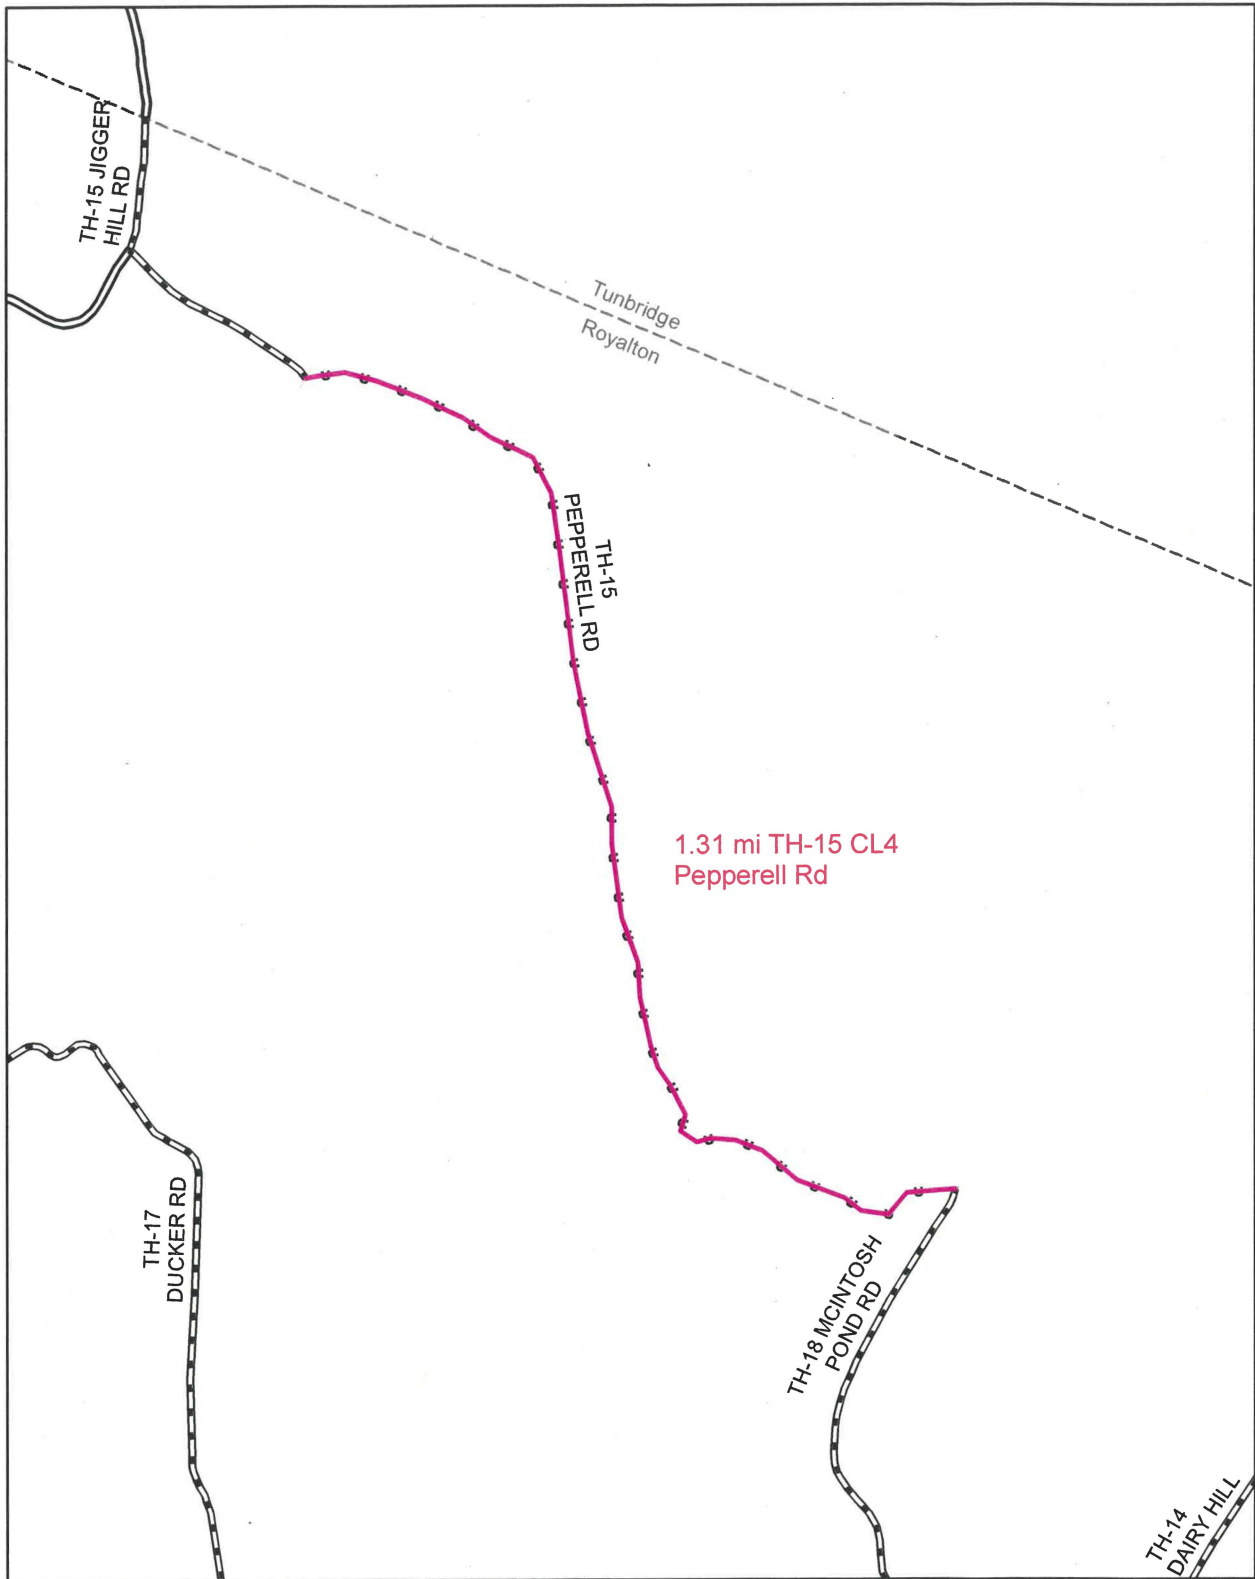 TH-15 JIGGER
HILL RD
Tunbridge
Royalton
TH-15
PEPPERELL RD
1.31 mi TH-15 CL4
Pepperell Rd
TH-17
DUCKER RD
TH-18 MCINTOSH
POND RD
TH-14
DAIRY HILL